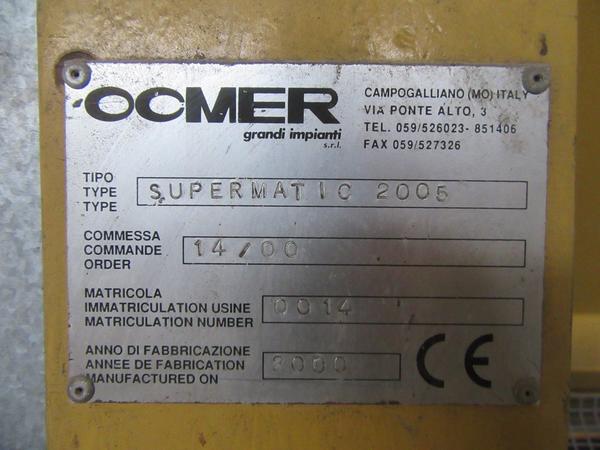 OCMER
grandi impianti
s.r.l.
CAMPOGALLIANO (MO) ITALY
VIA PONTE ALTO, 3
TEL. 059/526023- 851406
FAX 059/527326
TIPO
TYPE
TYPE
SUPERMATIC 2005
COMMESSA
COMMANDE
ORDER
14/00
MATRICOLA
IMMATRICULATION USINE
MATRICULATION NUMBER
0014
ANNO DI FABBRICAZIONE
ANNEE DE FABRICATION
MANUFACTURED ON
2000
CE